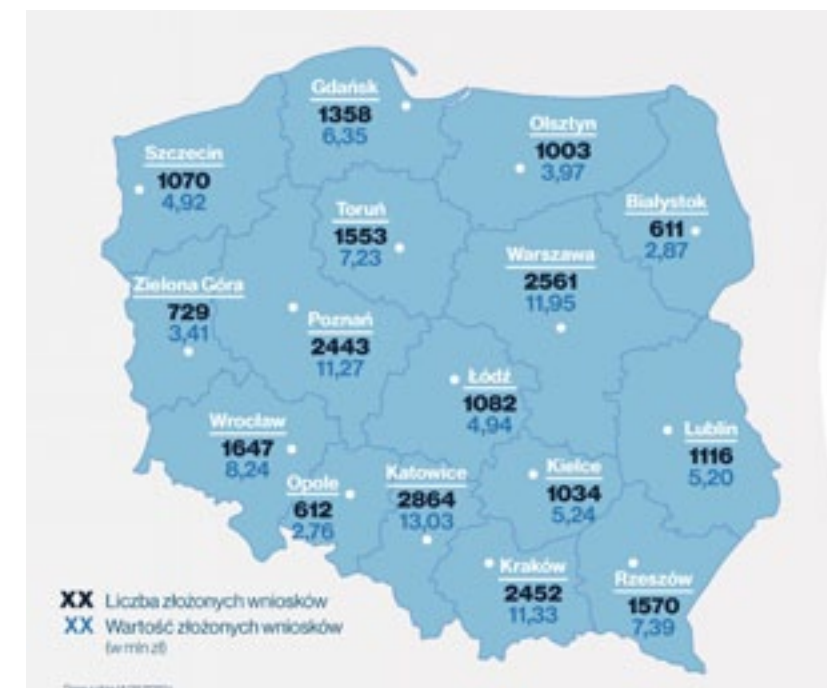 Gdańsk
1358
6,35
Olsztyn
1003
3,97
Szczecin
1070
4,92
Białystok
611
2,87
Toruń
1553
7,23
Warszawa
2561
11,95
Zielona Góra
729
3,41
Poznań
2443
11,27
Łódź
1082
4,94
Wrocław
1647
8,24
Lublin
1116
5,20
Opole
612
2,76
Katowice
2864
13,03
Kielce
1034
5,24
Kraków
2452
11,33
Rzeszów
1570
7,39
XX Liczba złożonych wniosków
XX Wartość złożonych wniosków
(w mln zł)